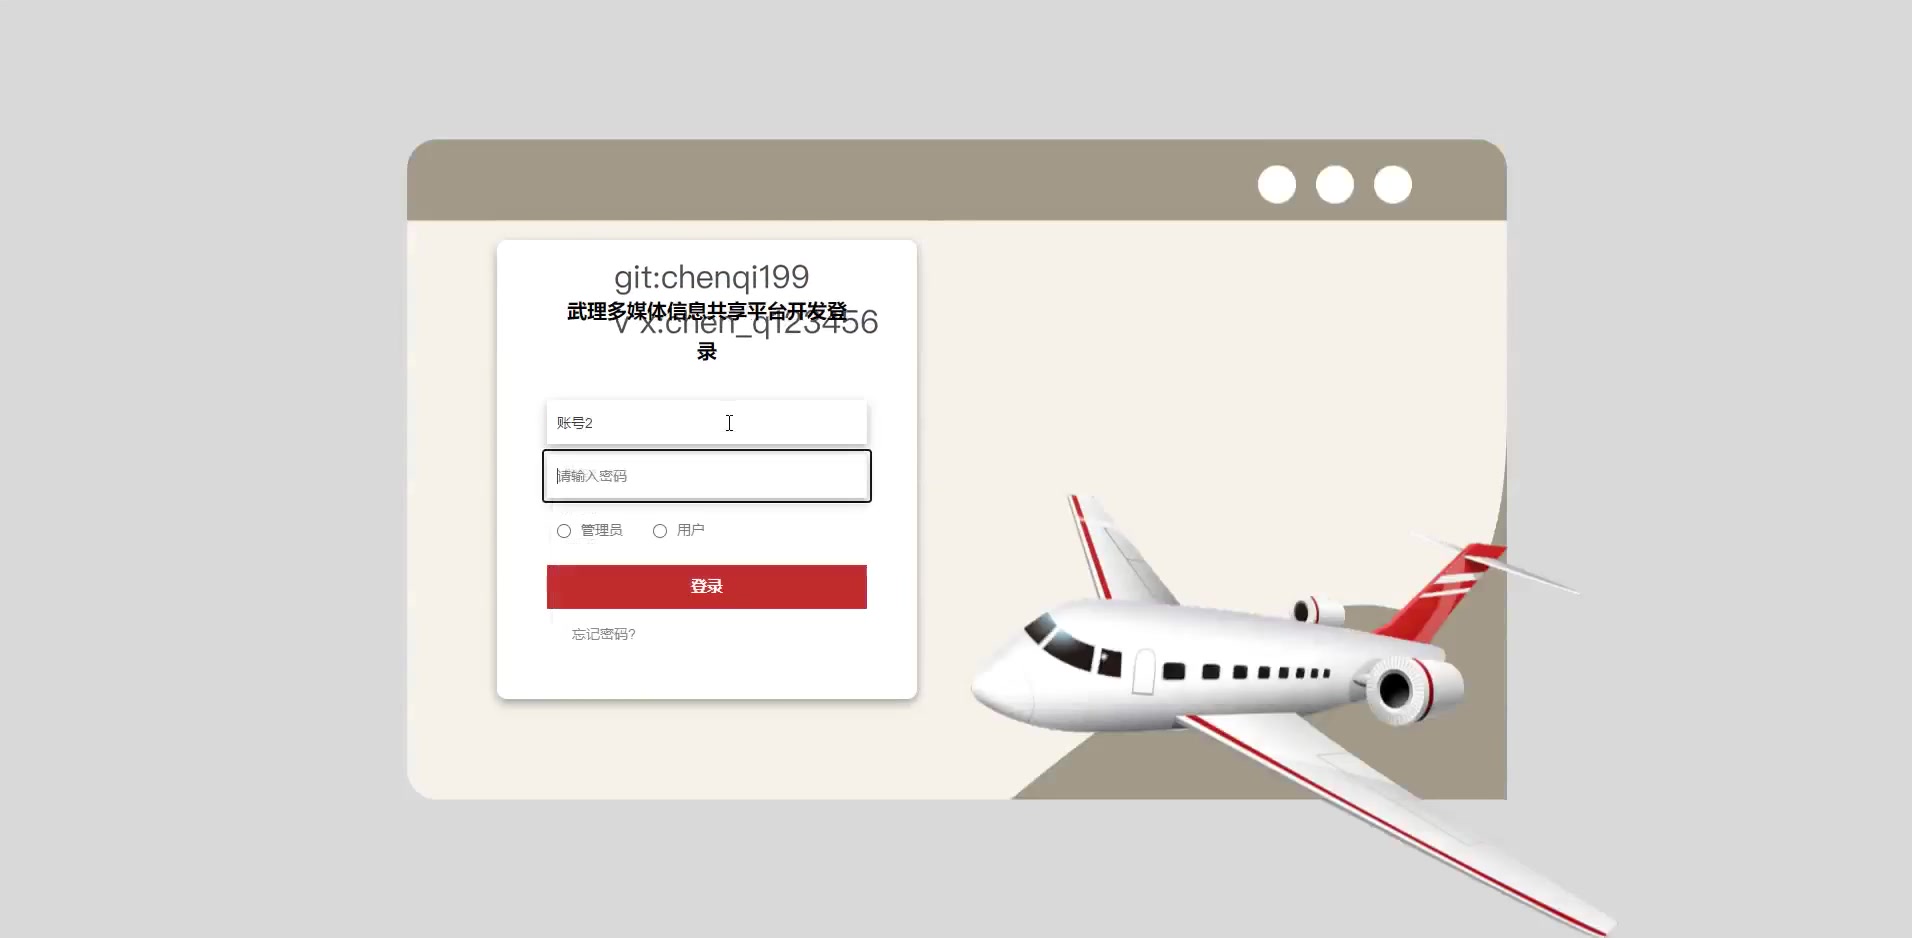 git:chenqi199
武理多媒体信息共享平台开发登
v x:chen_q123456
录
账号2
请输入密码
管理员 用户
登录
忘记密码?